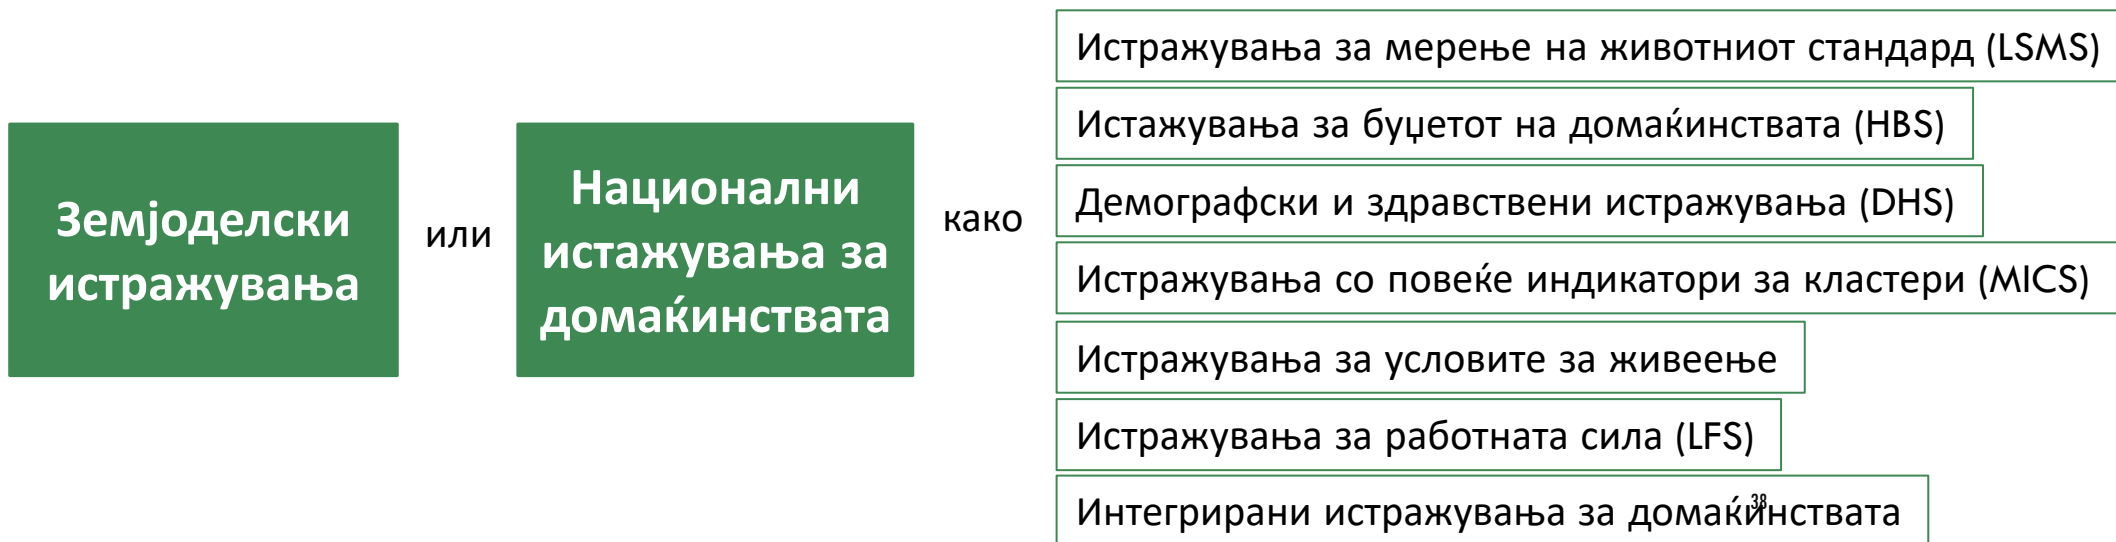 Земјоделски
истражувања
или
Национални
истажувања за
домаќинствата
како
Истражувања за мерење на животниот стандард (LSMS)
Истажувања за буџетот на домаќинствата (HBS)
Демографски и здравствени истражувања (DHS)
Истражувања со повеќе индикатори за кластери (MICS)
Истражувања за условите за живеење
Истражувања за работната сила (LFS)
Интегрирани истражувања за домаќинствата
38